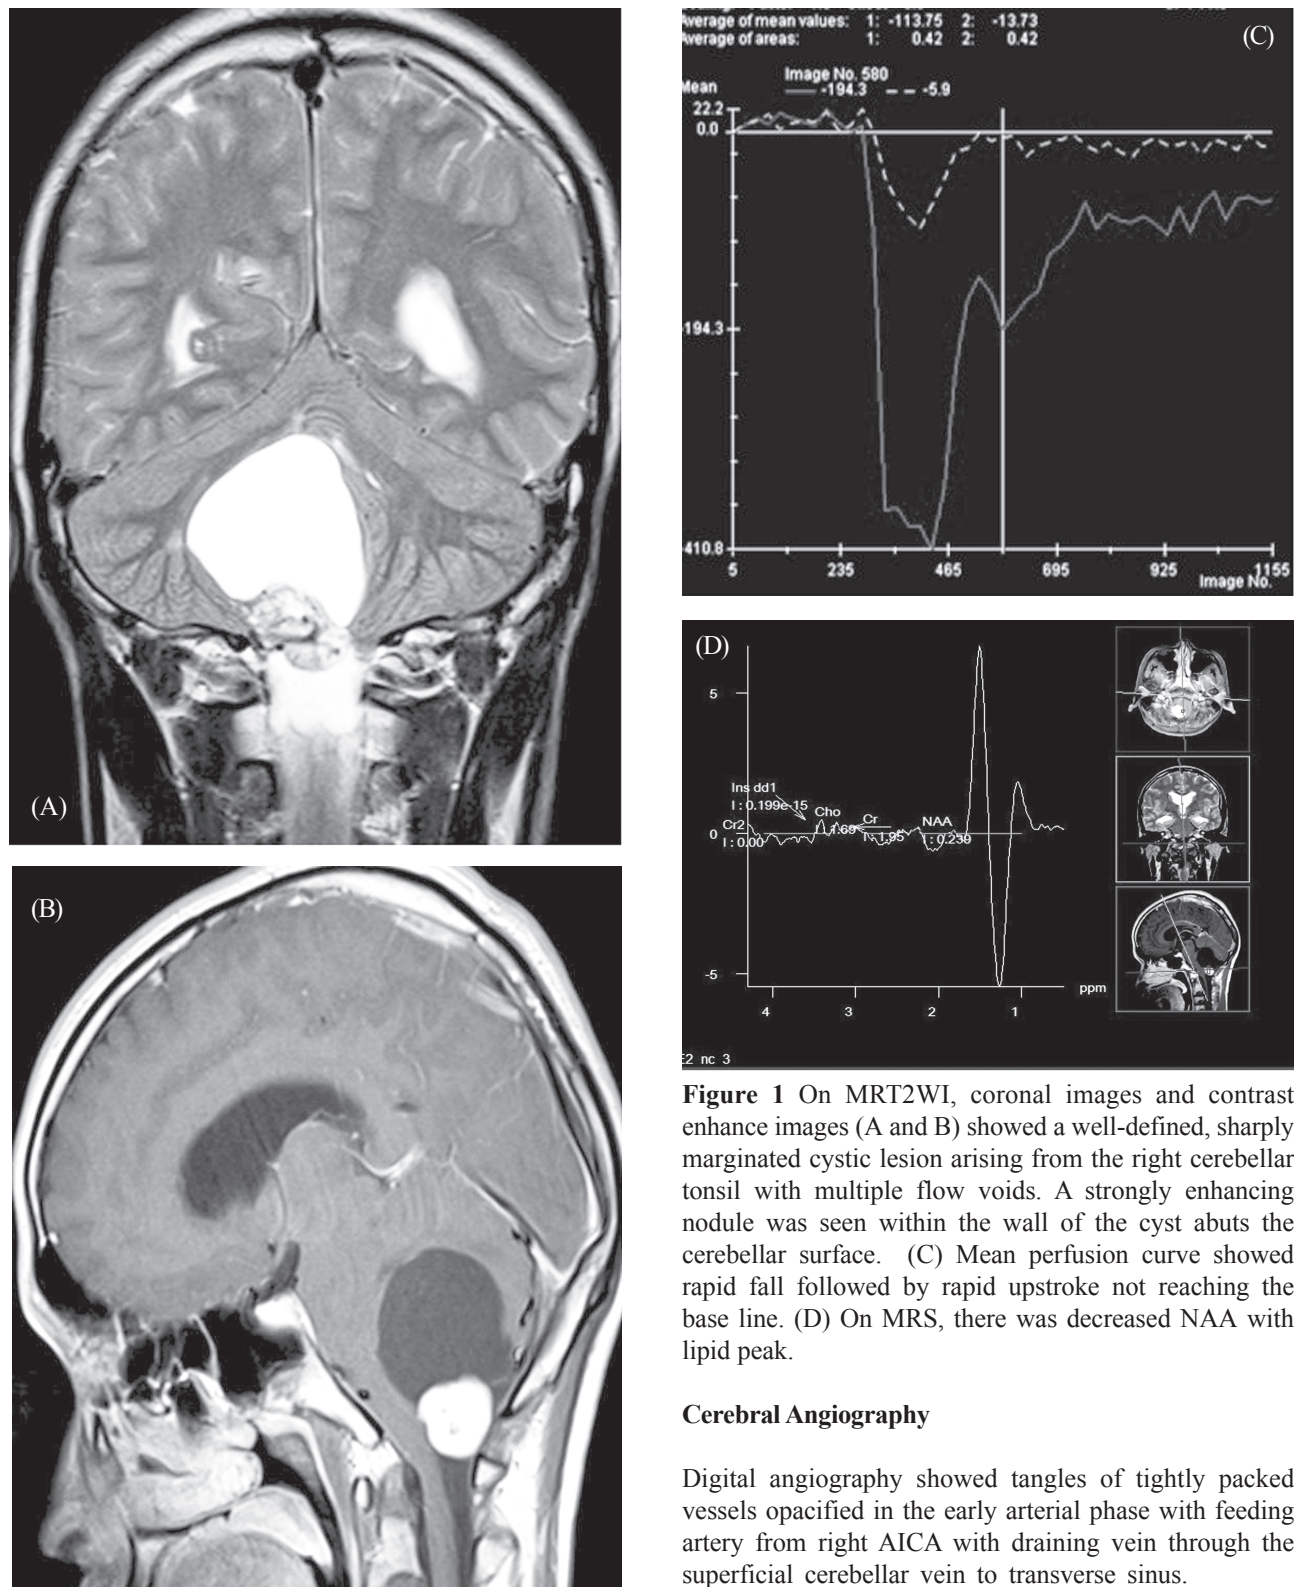 (A)
(B)
Average of mean values: 1: -113.75 2: -13.73
Average of areas: 1: 0.42 2: 0.42
(C)
Image No. 580
Mean -194.3 -5.9
22.2
0.0
194.3
410.8
5 235 465 695 925 1155
Image No.
(D)
5
Ins dd1
I : 0.199e-15
Cho
Cr
NAA
Cr2
1.69
I : 1.95
I : 0.230
0
I : 0.00
-5
ppm
4 3 2 1
E2 nc 3
Figure 1 On MRT2WI, coronal images and contrast
enhance images (A and B) showed a well-defined, sharply
marginated cystic lesion arising from the right cerebellar
tonsil with multiple flow voids. A strongly enhancing
nodule was seen within the wall of the cyst abuts the
cerebellar surface. (C) Mean perfusion curve showed
rapid fall followed by rapid upstroke not reaching the
base line. (D) On MRS, there was decreased NAA with
lipid peak.
Cerebral Angiography
Digital angiography showed tangles of tightly packed
vessels opacified in the early arterial phase with feeding
artery from right AICA with draining vein through the
superficial cerebellar vein to transverse sinus.